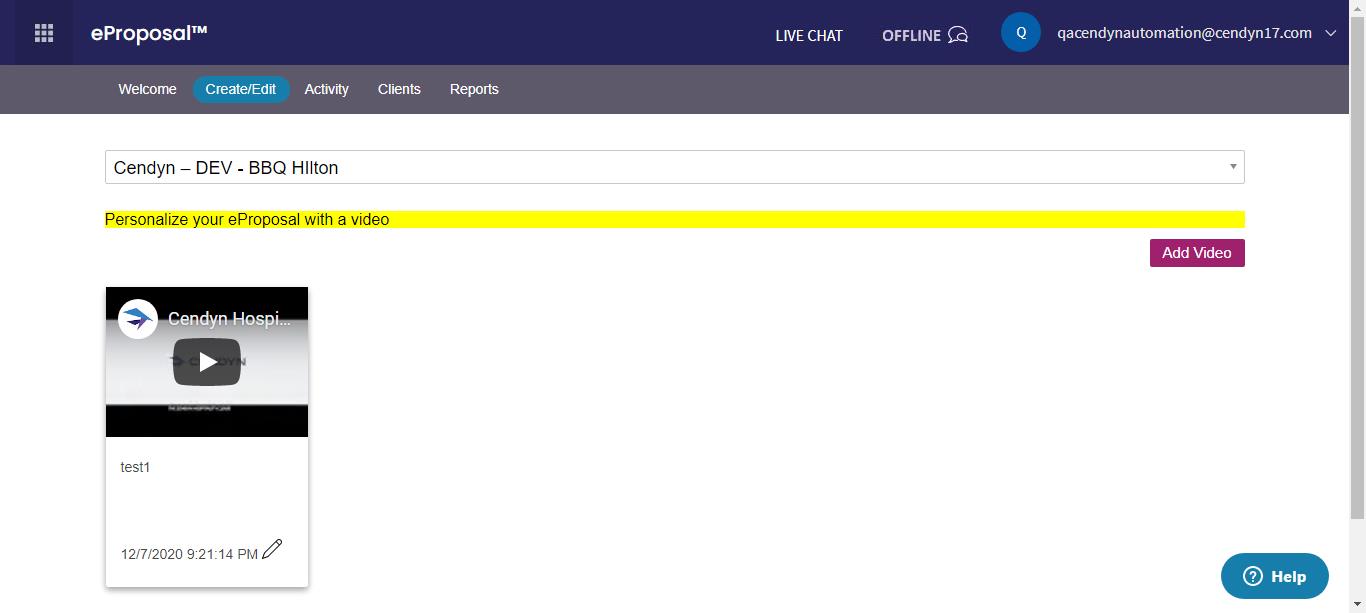 eProposal™
LIVE CHAT
OFFLINE
Q
qacendynautomation@cendyn17.com
Welcome
Create/Edit
Activity
Clients
Reports
Cendyn – DEV - BBQ HIlton
Personalize your eProposal with a video
Add Video
Cendyn Hospi...
test1
12/7/2020 9:21:14 PM
Help